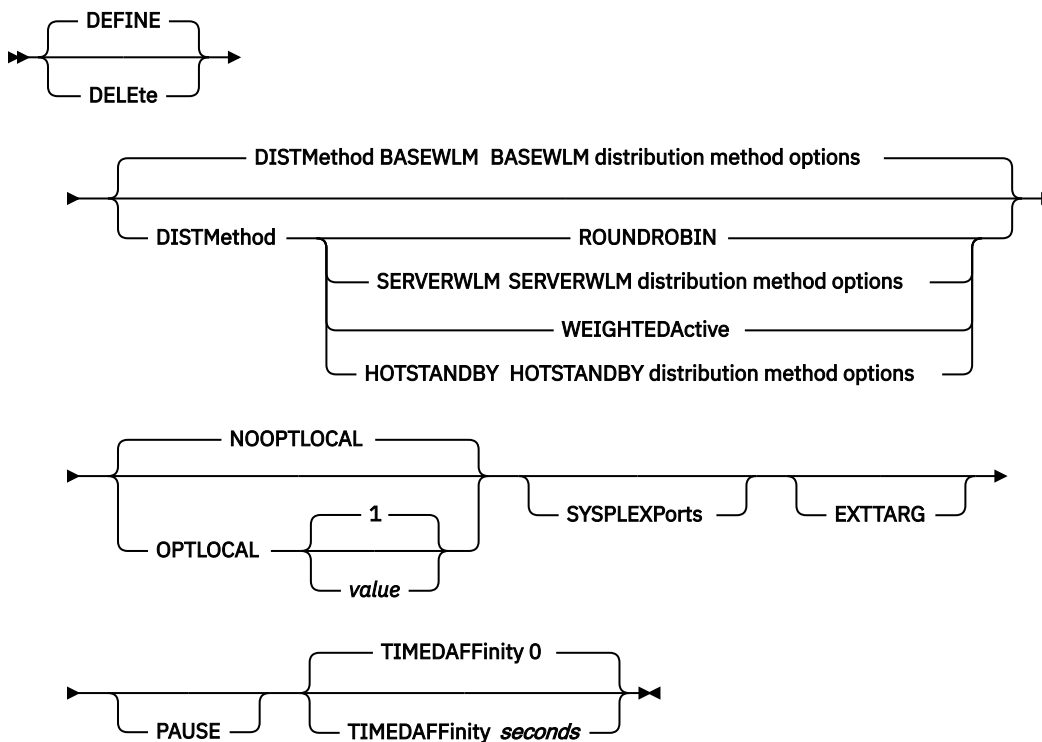 DEFINE
DELEte
DISTMethod BASEWLM BASEWLM distribution method options
DISTMethod
ROUNDROBIN
SERVERWLM SERVERWLM distribution method options
WEIGHTEDActive
HOTSTANDBY HOTSTANDBY distribution method options
NOOPTLOCAL
OPTLOCAL
1
value
SYSPLEXPorts
EXTTARG
PAUSE
TIMEDAFFinity 0
TIMEDAFFinity seconds